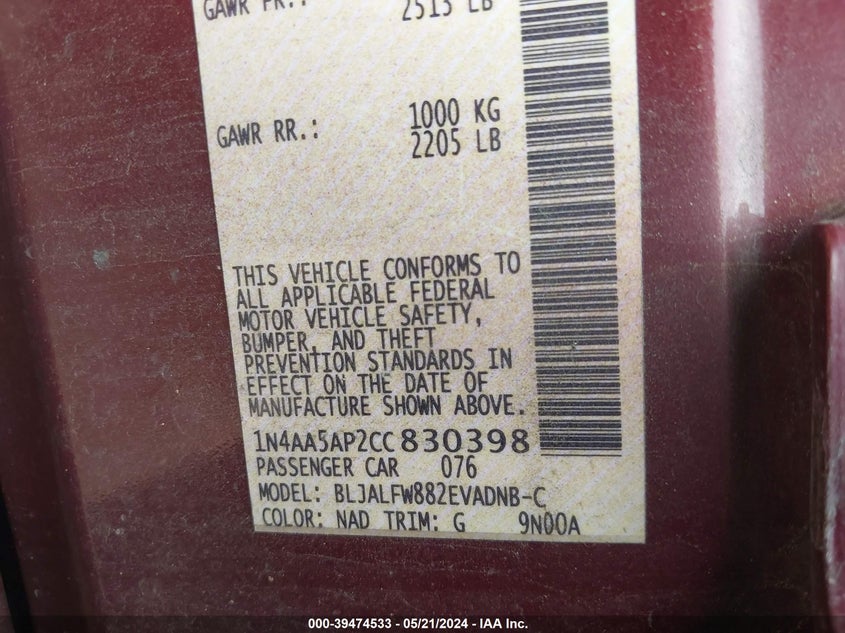 GAWR FR.: 2513 LB
GAWR RR.: 1000 KG
2205 LB
THIS VEHICLE CONFORMS TO
ALL APPLICABLE FEDERAL
MOTOR VEHICLE SAFETY,
BUMPER, AND THEFT
PREVENTION STANDARDS IN
EFFECT ON THE DATE OF
MANUFACTURE SHOWN ABOVE.
1N4AA5AP2CC830398
PASSENGER CAR 076
MODEL: BLJALFW882EVADNB-C
COLOR: NAD TRIM: G 9N00A
000-39474533 - 05/21/2024 - IAA Inc.